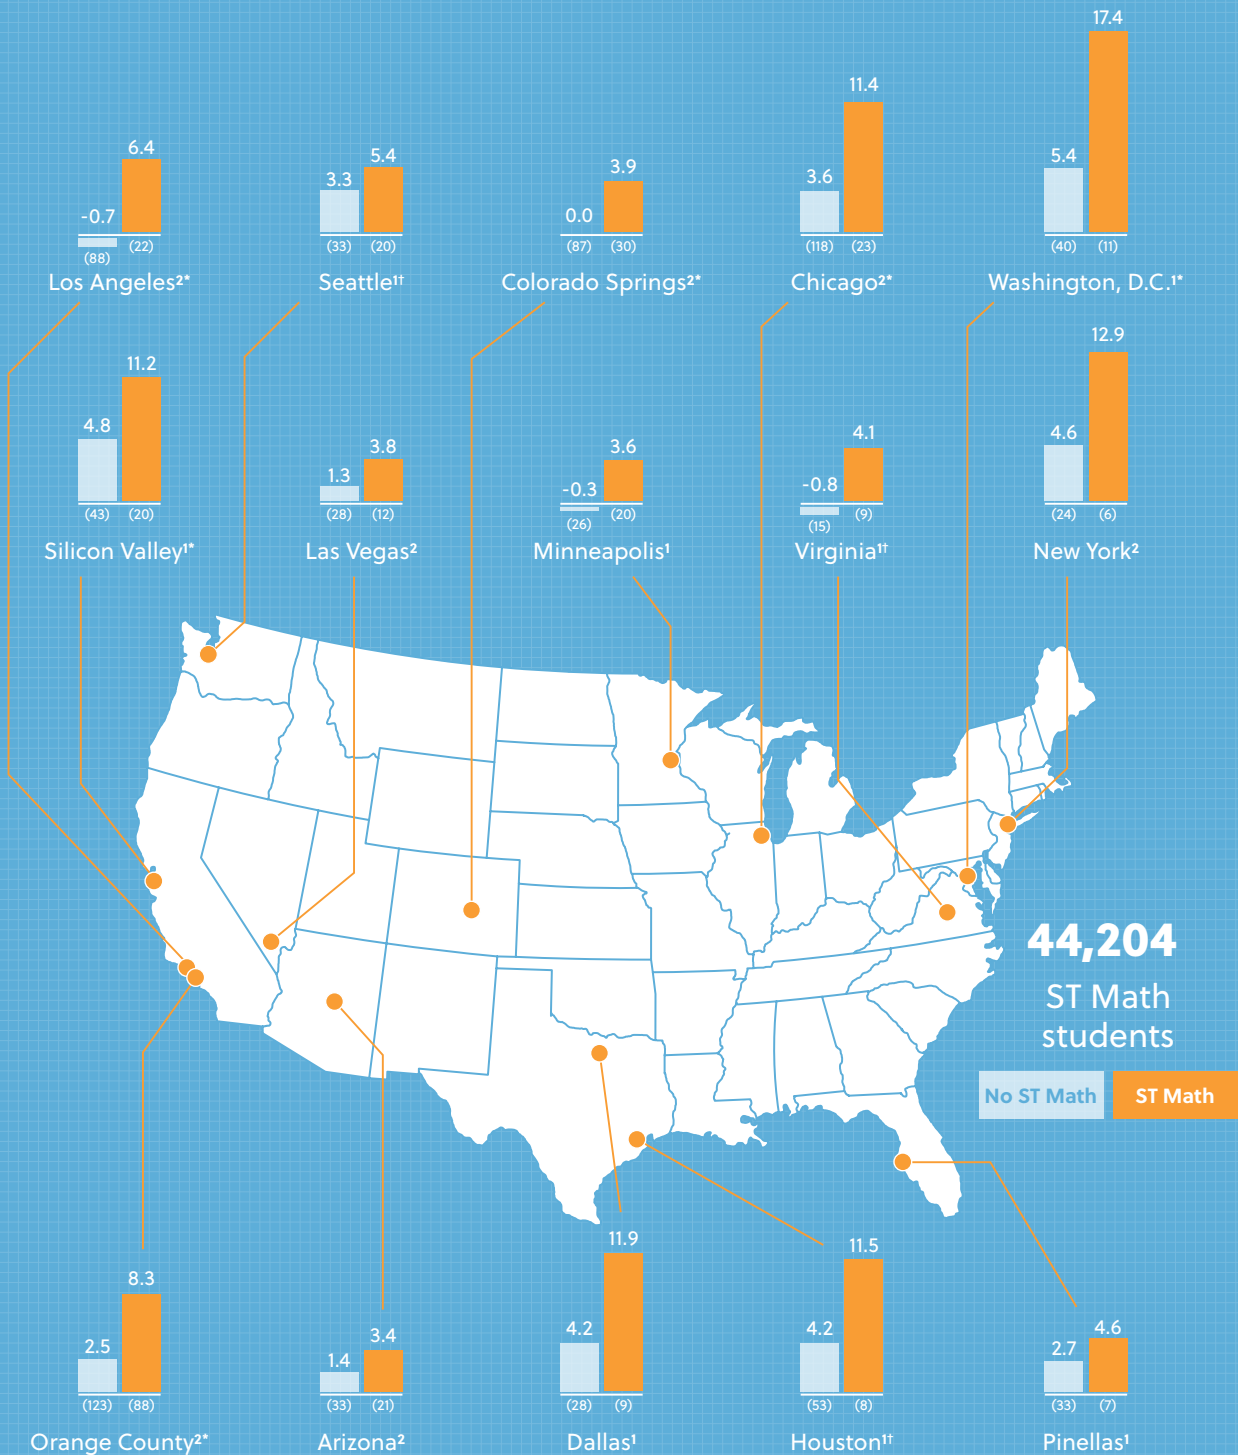 6.4
-0.7
(88) (22)
Los Angeles²*
5.4
3.3
(33) (20)
Seattle¹†
3.9
0.0
(87) (30)
Colorado Springs²*
11.4
3.6
(118) (23)
Chicago²*
17.4
5.4
(40) (11)
Washington, D.C.¹*
11.2
4.8
(43) (20)
Silicon Valley¹*
3.8
1.3
(28) (12)
Las Vegas²
3.6
-0.3
(26) (20)
Minneapolis¹
4.1
-0.8
(15) (9)
Virginia¹†
12.9
4.6
(24) (6)
New York²
44,204
ST Math
students
No ST Math
ST Math
8.3
2.5
(123) (88)
Orange County²*
3.4
1.4
(33) (21)
Arizona²
11.9
4.2
(28) (9)
Dallas¹
11.5
4.2
(53) (8)
Houston¹†
4.6
2.7
(33) (7)
Pinellas¹